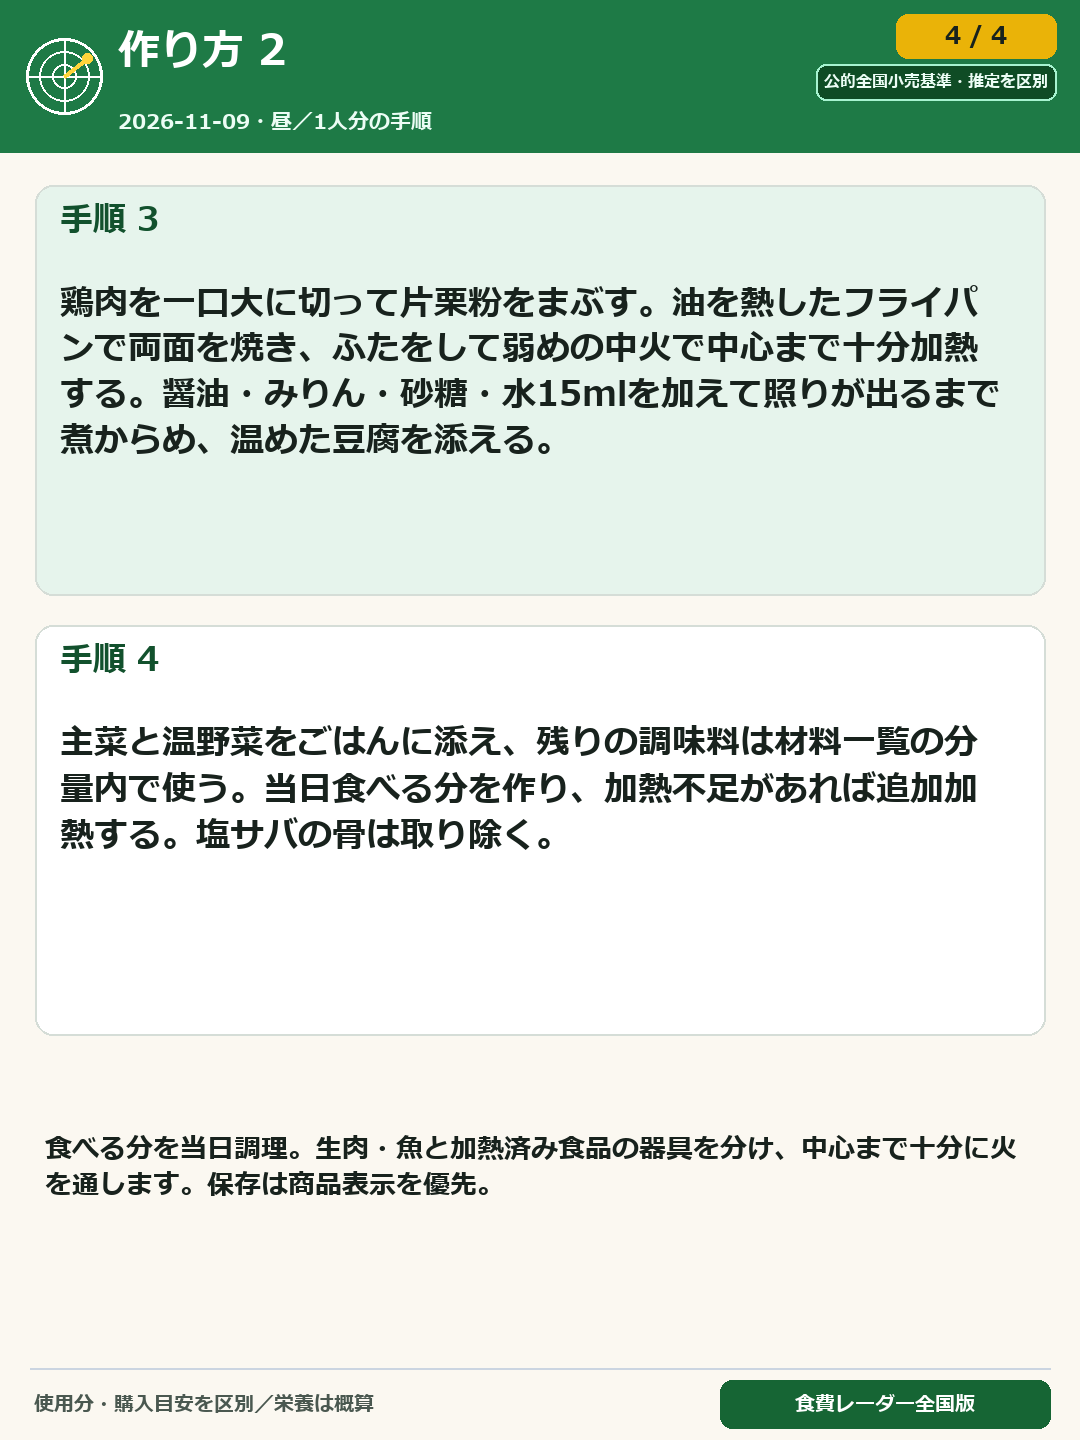 作り方 2
4 / 4
公的全国小売基準・推定を区別
2026-11-09・昼／1人分の手順
手順 3
鶏肉を一口大に切って片栗粉をまぶす。油を熱したフライパ
ンで両面を焼き、ふたをして弱めの中火で中心まで十分加熱
する。醤油・みりん・砂糖・水15mlを加えて照りが出るまで
煮からめ、温めた豆腐を添える。
手順 4
主菜と温野菜をごはんに添え、残りの調味料は材料一覧の分
量内で使う。当日食べる分を作り、加熱不足があれば追加加
熱する。塩サバの骨は取り除く。
食べる分を当日調理。生肉・魚と加熱済み食品の器具を分け、中心まで十分に火
を通します。保存は商品表示を優先。
使用分・購入目安を区別／栄養は概算
食費レーダー全国版